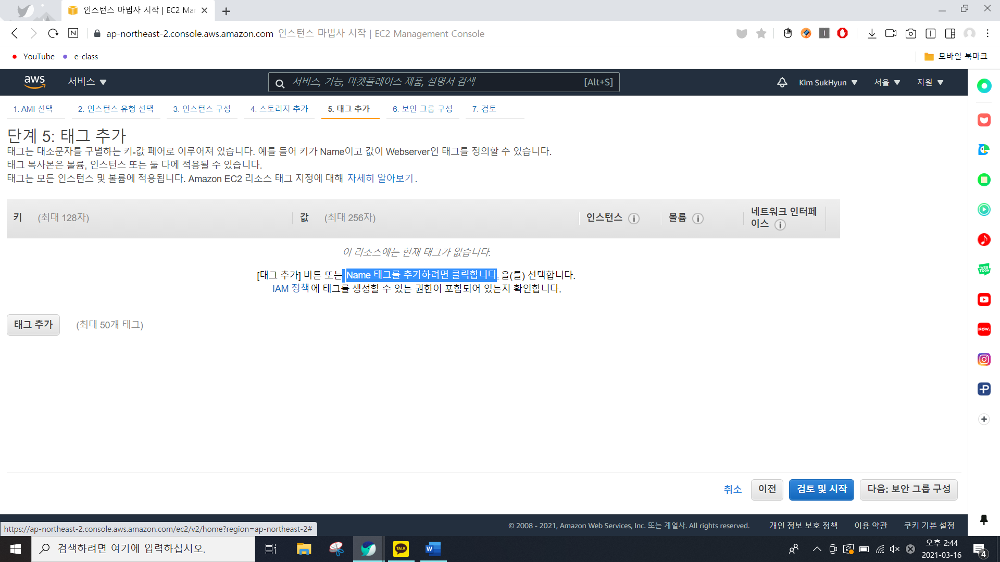 인스턴스 마법사 시작 | EC2 Ma
ap-northeast-2.console.aws.amazon.com 인스턴스 마법사 시작 | EC2 Management Console
YouTube e-class 모바일 북마크
aws 서비스 서비스, 기능, 마켓플레이스 제품, 설명서 검색 [Alt+S] Kim SukHyun 서울 지원
1. AMI 선택 2. 인스턴스 유형 선택 3. 인스턴스 구성 4. 스토리지 추가 5. 태그 추가 6. 보안 그룹 구성 7. 검토
단계 5: 태그 추가
태그는 대소문자를 구별하는 키-값 페어로 이루어져 있습니다. 예를 들어 키가 Name이고 값이 Webserver인 태그를 정의할 수 있습니다.
태그 복사본은 볼륨, 인스턴스 또는 둘 다에 적용될 수 있습니다.
태그는 모든 인스턴스 및 볼륨에 적용됩니다. Amazon EC2 리소스 태그 지정에 대해 자세히 알아보기.
키 (최대 128자) 값 (최대 256자) 인스턴스 볼륨 네트워크 인터페
이스
이 리소스에는 현재 태그가 없습니다.
[태그 추가] 버튼 또는 Name 태그를 추가하려면 클릭합니다. 을(를) 선택합니다.
IAM 정책에 태그를 생성할 수 있는 권한이 포함되어 있는지 확인합니다.
태그 추가 (최대 50개 태그)
WEB
TOON
NOW.
취소 이전 검토 및 시작 다음: 보안 그룹 구성
© 2008 - 2021, Amazon Web Services, Inc. 또는 계열사. All rights reserved. 개인 정보 보호 정책 이용 약관 쿠키 기본 설정
https://ap-northeast-2.console.aws.amazon.com/ec2/v2/home?region=ap-northeast-2#
검색하려면 여기에 입력하십시오.
TALK
오후 2:44
2021-03-16
4